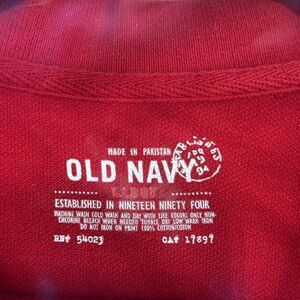 MADE IN PAKISTAN
OLD NAVY
LARGE
ESTABLISHED IN NINETEEN NINETY FOUR
MACHINE WASH COLD WASH AND DRY WITH LIKE COLORS ONLY NON-
CHLORINE BLEACH WHEN NEEDED TUMBLE DRY LOW WARM IRON
DO NOT IRON ON PRINT 100% COTTON/COTON
RN# 54023 CA# 17897